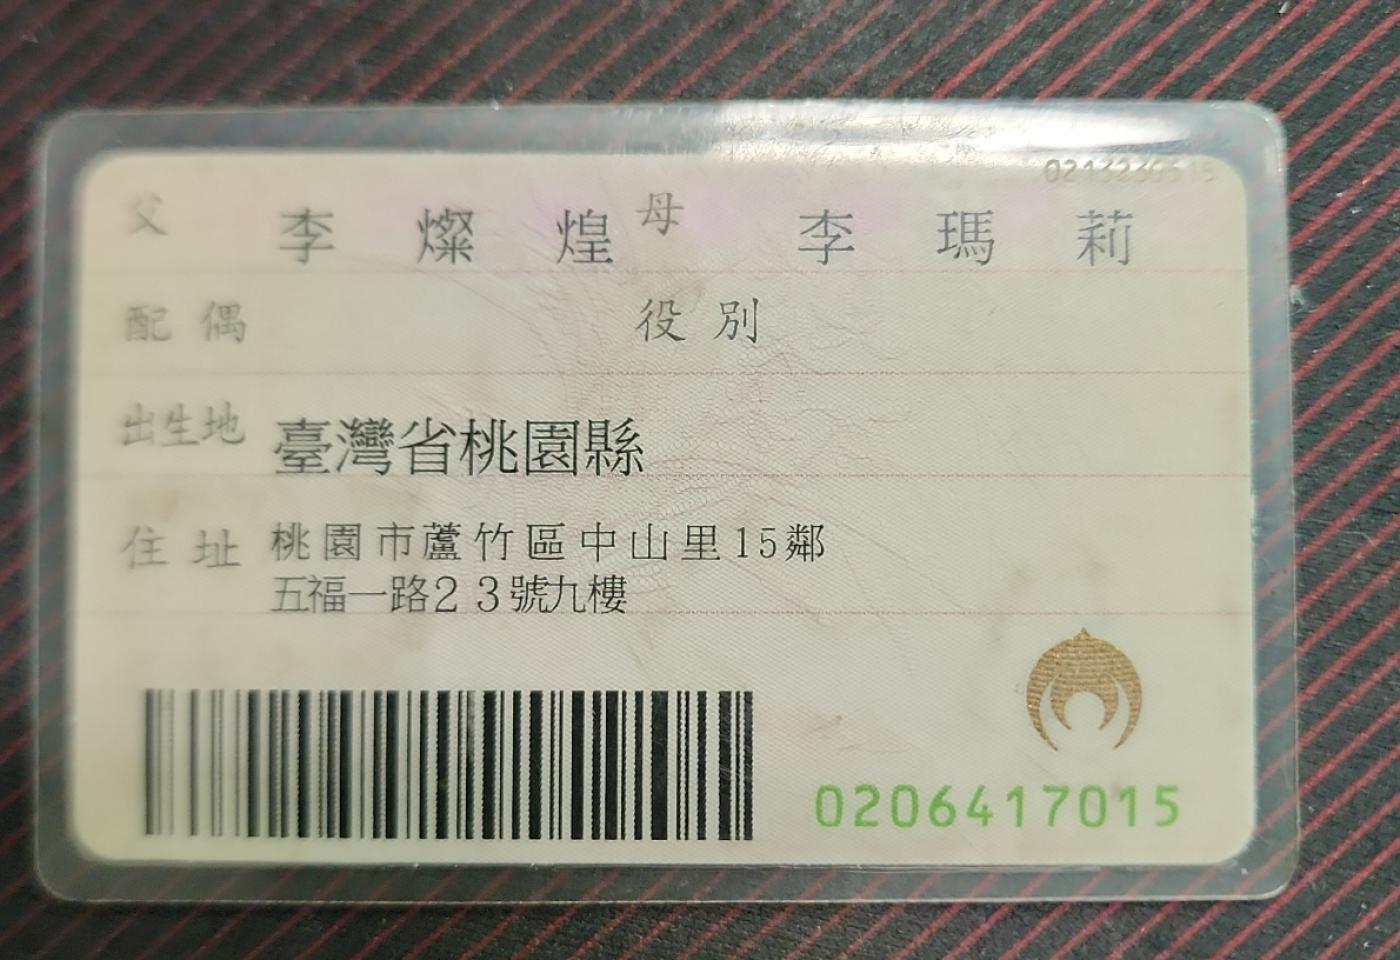 0213236515
父 李燦煌 母 李瑪莉
配偶 役別
出生地 臺灣省桃園縣
住址 桃園市蘆竹區中山里15鄰
五福一路23號九樓
0206417015